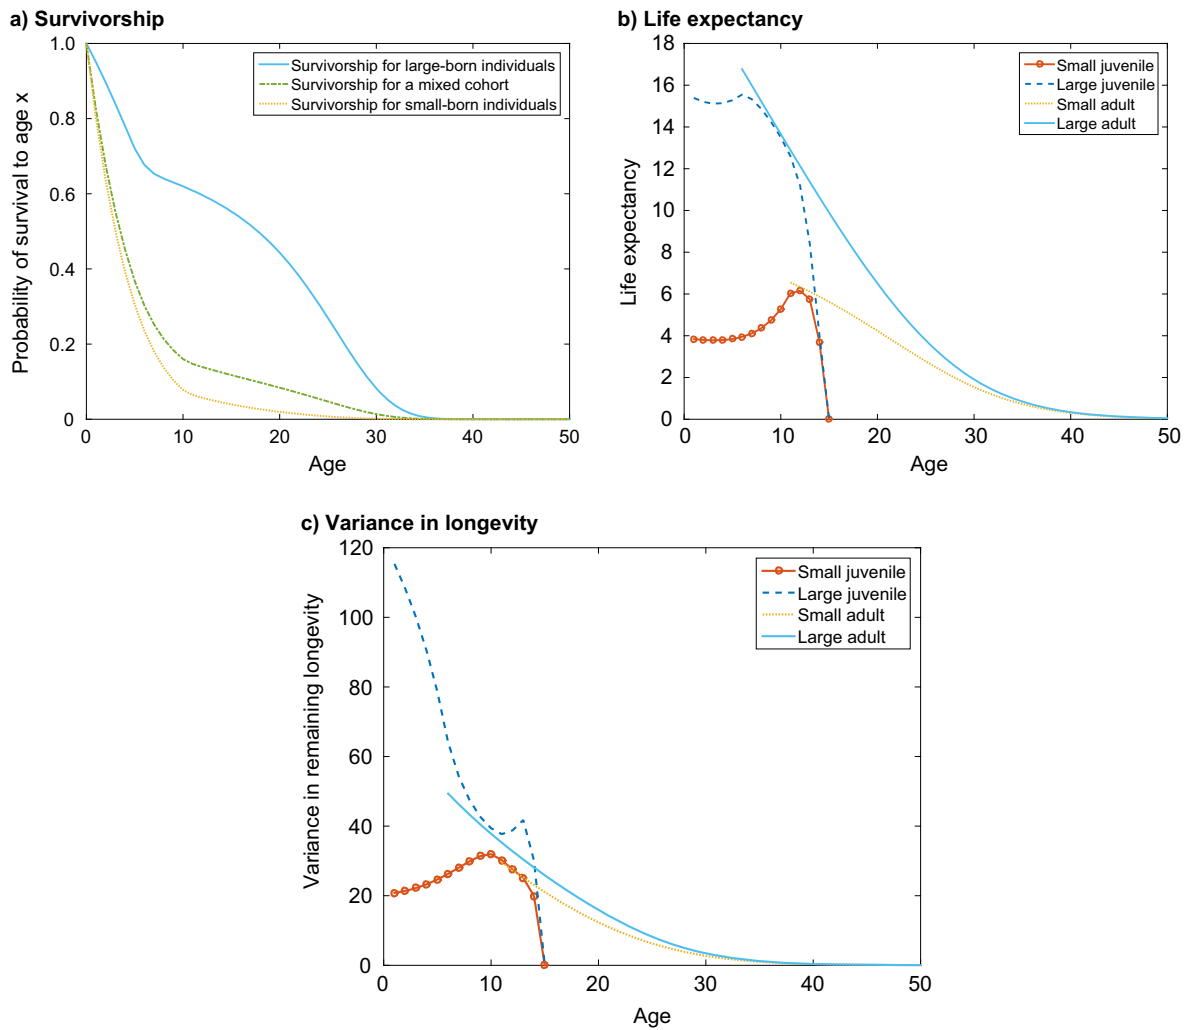 a) Survivorship
1.0
0.8
0.6
0.4
0.2
0
0
10
20
30
40
50
Probability of survival to age x
Age
Survivorship for large-born individuals
Survivorship for a mixed cohort
Survivorship for small-born individuals
b) Life expectancy
18
16
14
12
10
8
6
4
2
0
0
10
20
30
40
50
Life expectancy
Age
Small juvenile
Large juvenile
Small adult
Large adult
c) Variance in longevity
120
100
80
60
40
20
0
0
10
20
30
40
50
Variance in remaining longevity
Age
Small juvenile
Large juvenile
Small adult
Large adult